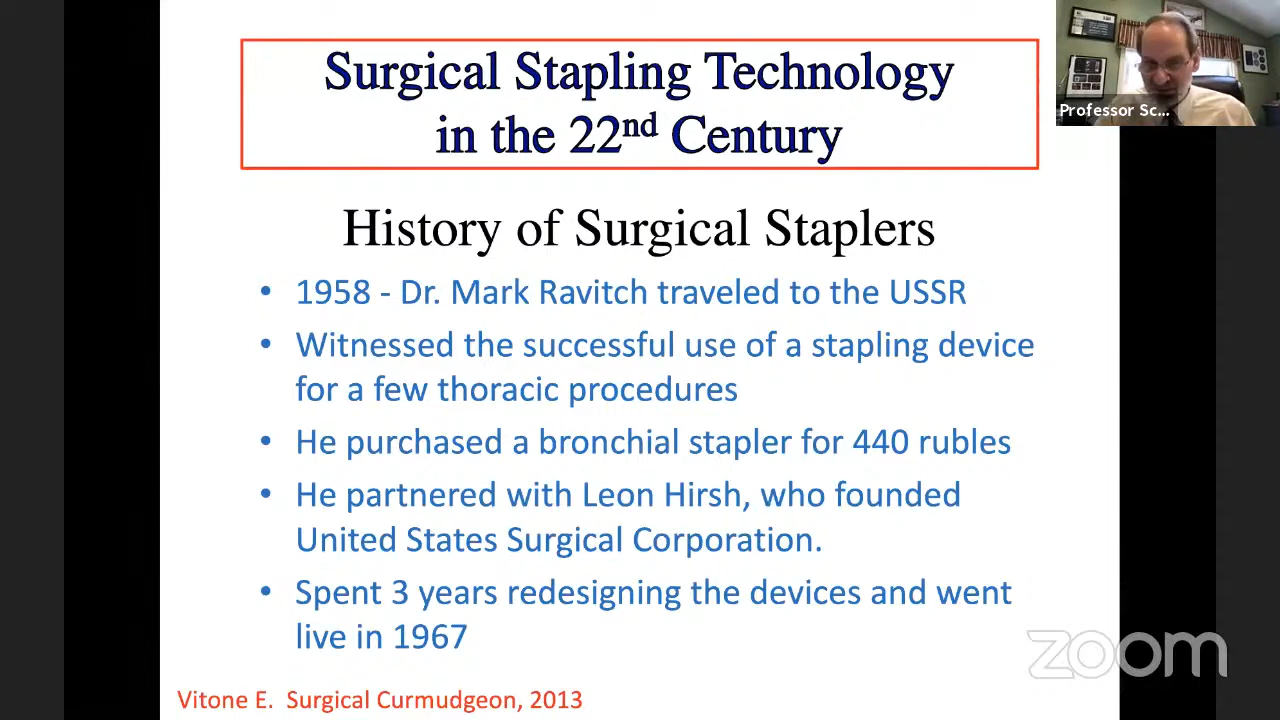 Surgical Stapling Technology
in the 22nd Century
Professor Sc...
History of Surgical Staplers
• 1958 - Dr. Mark Ravitch traveled to the USSR
• Witnessed the successful use of a stapling device
for a few thoracic procedures
• He purchased a bronchial stapler for 440 rubles
• He partnered with Leon Hirsh, who founded
United States Surgical Corporation.
• Spent 3 years redesigning the devices and went
live in 1967
zoom
Vitone E.  Surgical Curmudgeon, 2013